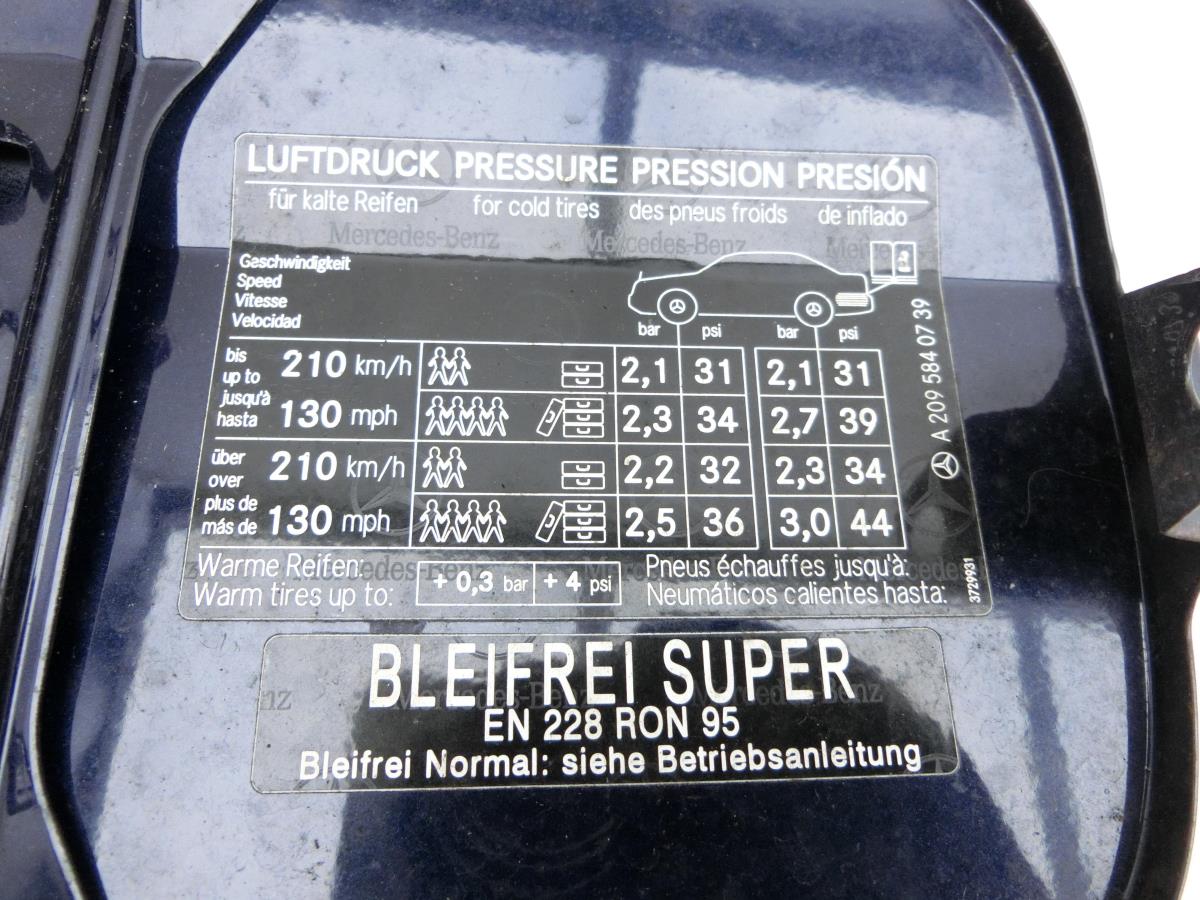 LUFTDRUCK PRESSURE PRESSION PRESIÓN
für kalte Reifen for cold tires des pneus froids de inflado
Mercedes-Benz Mercedes-Benz
Geschwindigkeit
Speed
Vitesse
Velocidad
bar psi bar psi
bis
up to
jusqu'à
hasta
210 km/h 2,1 31 2,1 31
130 mph 2,3 34 2,7 39
über
over
plus de
más de
210 km/h 2,2 32 2,3 34
130 mph 2,5 36 3,0 44
Warme Reifen:
Warm tires up to:
+ 0,3 bar + 4 psi
Pneus échauffes jusqu'à:
Neumáticos calientes hasta:
A 209 584 07 39
3729931
BLEIFREI SUPER
EN 228 RON 95
Bleifrei Normal: siehe Betriebsanleitung